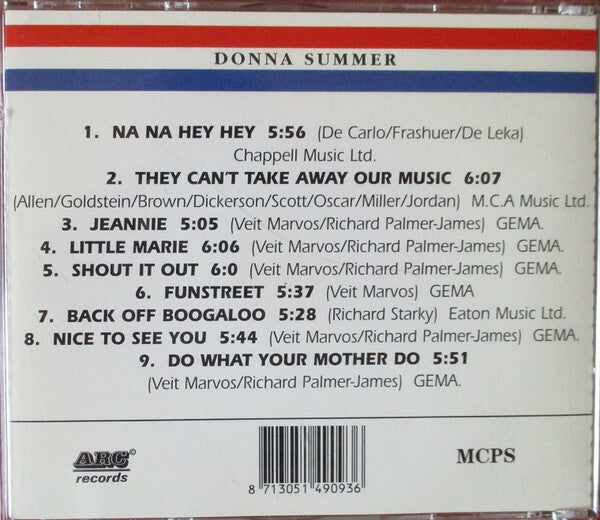 DONNA SUMMER
1. NA NA HEY HEY 5:56 (De Carlo/Frashuer/De Leka)
Chappell Music Ltd.
2. THEY CAN'T TAKE AWAY OUR MUSIC 6:07
(Allen/Goldstein/Brown/Dickerson/Scott/Oscar/Miller/Jordan) M.C.A Music Ltd.
3. JEANNIE 5:05 (Veit Marvos/Richard Palmer-James) GEMA.
4. LITTLE MARIE 6:06 (Veit Marvos/Richard Palmer-James) GEMA.
5. SHOUT IT OUT 6:0 (Veit Marvos/Richard Palmer-James) GEMA.
6. FUNSTREET 5:37 (Veit Marvos) GEMA
7. BACK OFF BOOGALOO 5:28 (Richard Starky) Eaton Music Ltd.
8. NICE TO SEE YOU 5:44 (Veit Marvos/Richard Palmer-James) GEMA.
9. DO WHAT YOUR MOTHER DO 5:51
(Veit Marvos/Richard Palmer-James) GEMA.
ARC©
records
8 713051 490936
MCPS